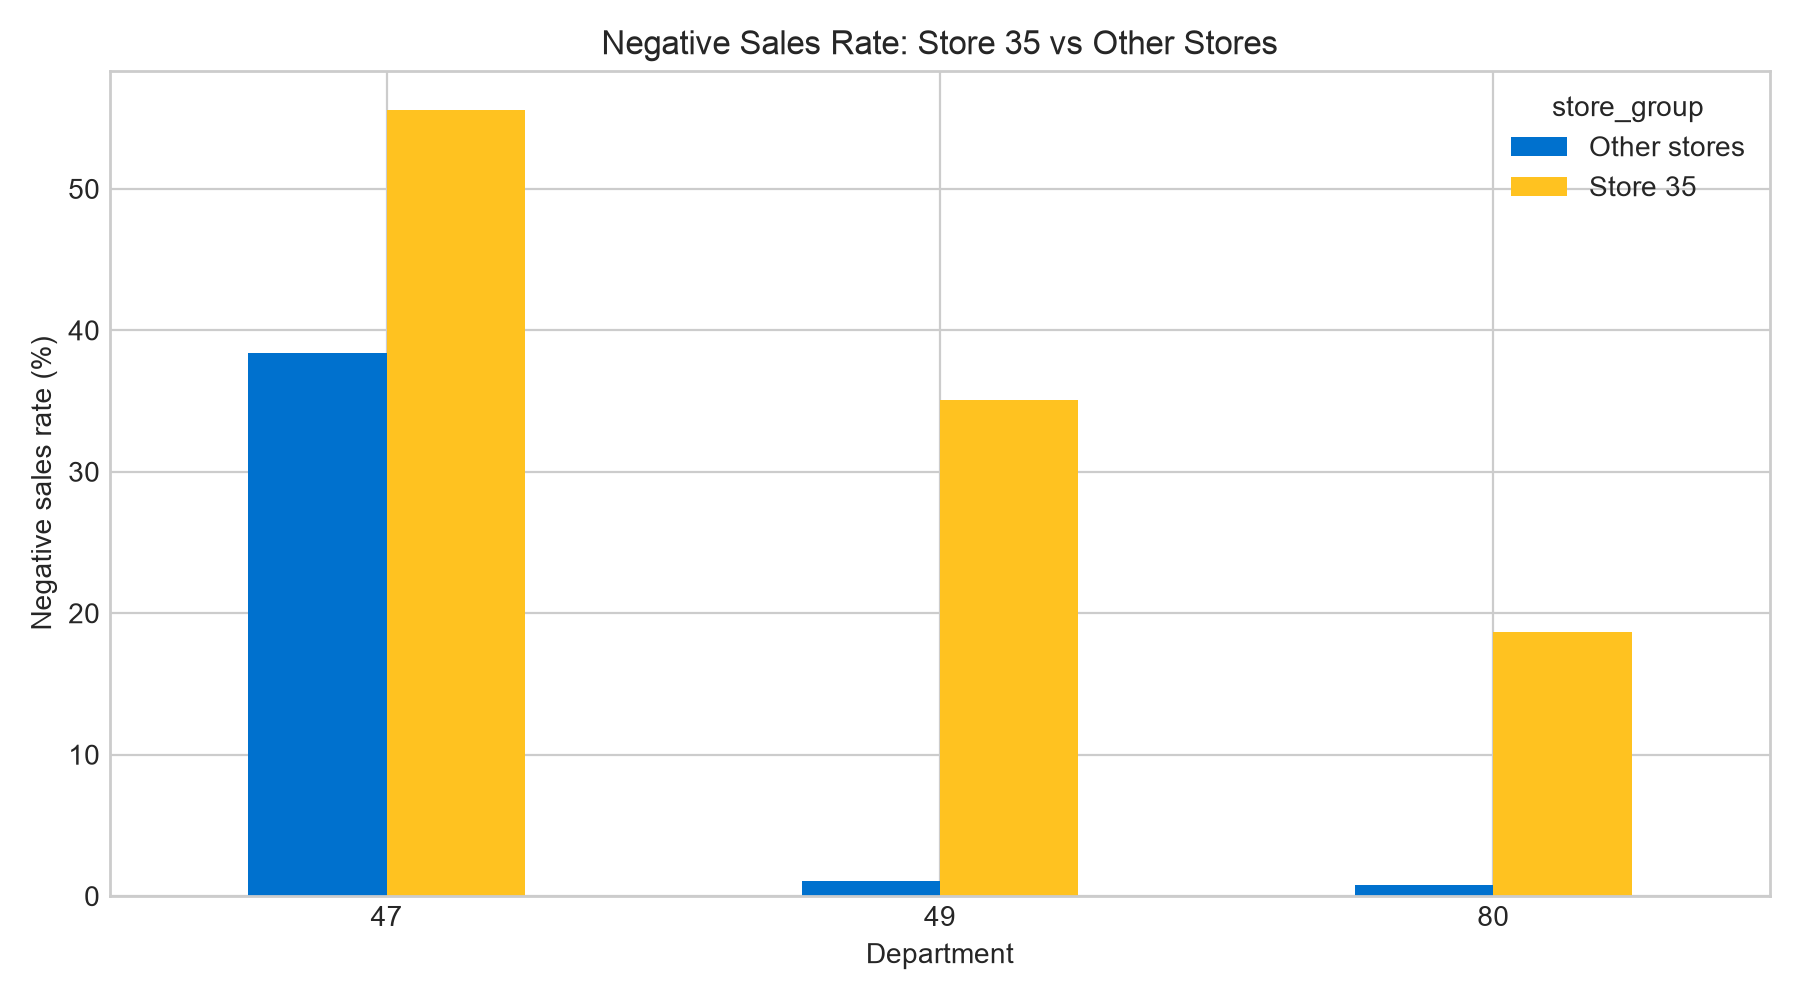 Negative Sales Rate: Store 35 vs Other Stores
store_group
Other stores
Store 35
Negative sales rate (%)
50
40
30
20
10
0
47 49 80
Department